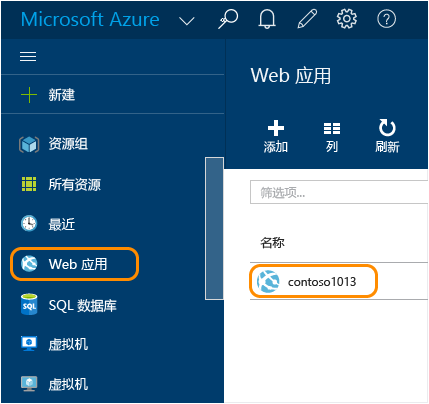 Microsoft Azure
新建
资源组
所有资源
最近
Web 应用
SQL 数据库
虚拟机
虚拟机
Web 应用
添加
列
刷新
筛选项...
名称
contoso1013